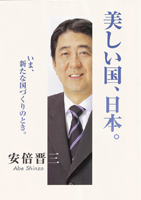 美しい国、日本。
いま、
新たな国づくりのとき。
安倍晋三
Abe Shinzo